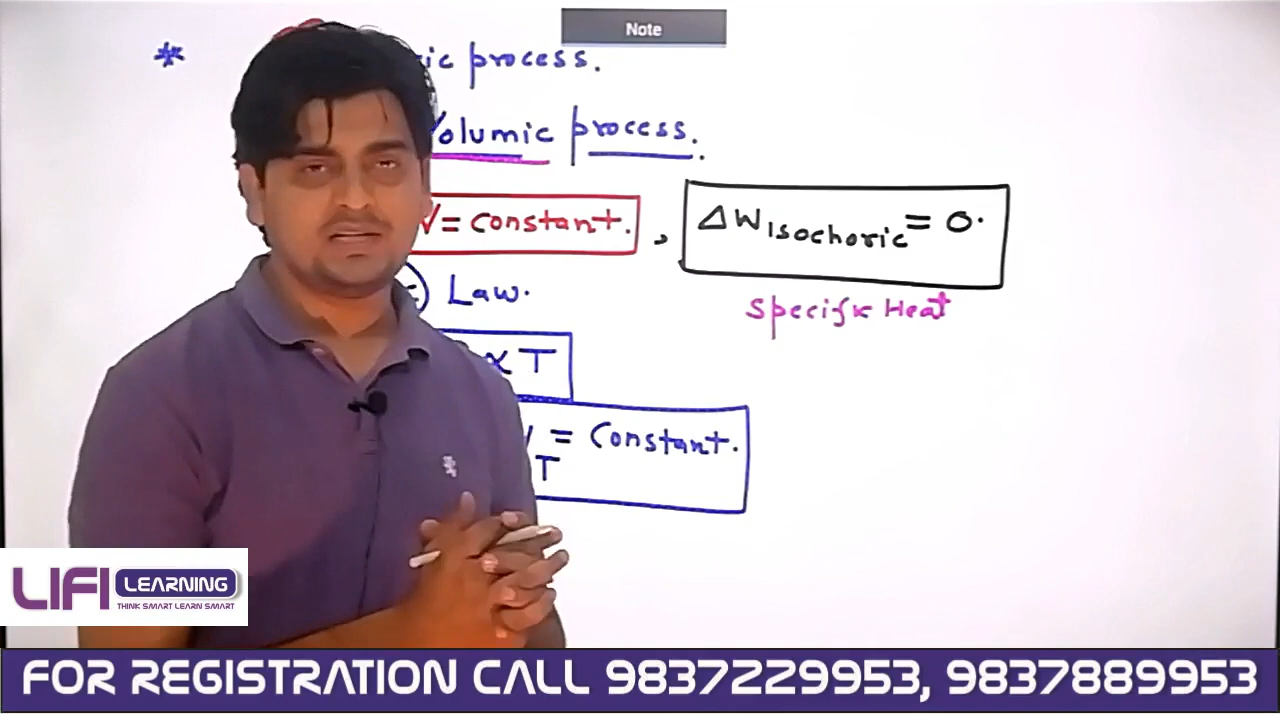 Note
* ic process.
Volumic process.
V = constant. , ΔW Isochoric = 0.
Law. Specific Heat
∝ T
= Constant.
T
LIFI LEARNING
THINK SMART LEARN SMART
FOR REGISTRATION CALL 9837229953, 9837889953